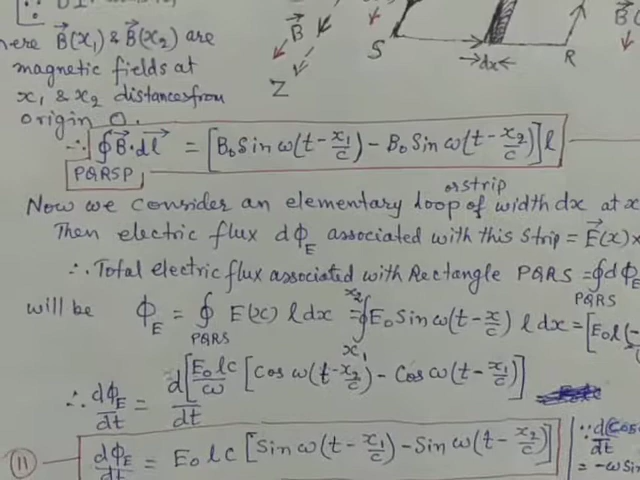 here B⃗(x₁) & B⃗(x₂) are
magnetic fields at
x₁ & x₂ distances from
origin O.
B⃗
Z
S
→dx←
R
B⃗
∴ ∮B⃗·dl⃗ = [B₀ Sin ω(t-x₁/c) - B₀ Sin ω(t-x₂/c)] l
PQRSP
or strip
Now we consider an elementary loop of width dx at x
Then electric flux dϕ_E associated with this strip = E⃗(x) x
∴ Total electric flux associated with Rectangle PQRS = ∮dϕ_E
PQRS
will be ϕ_E = ∮ E(x) l dx = ∮ E₀ Sin ω(t-x/c) l dx = [E₀ l (
PQRS x₁ x₂
∴ dϕ_E/dt = d/dt [E₀lc/ω [Cos ω(t-x₂/c) - Cos ω(t-x₁/c)]
(11) dϕ_E/dt = E₀ l c [Sin ω(t-x₁/c) - Sin ω(t-x₂/c)]
∵ d(Cos
dt
= -ω Sin